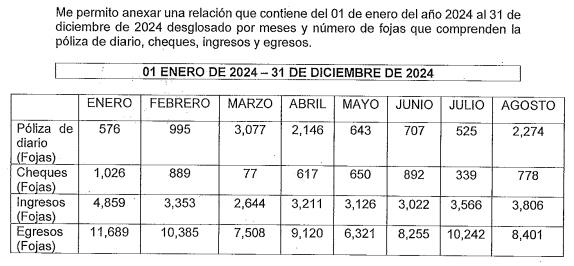 Me permito anexar una relación que contiene del 01 de enero del año 2024 al 31 de
diciembre de 2024 desglosado por meses y número de fojas que comprenden la
póliza de diario, cheques, ingresos y egresos.
01 ENERO DE 2024 – 31 DE DICIEMBRE DE 2024
ENERO FEBRERO MARZO ABRIL MAYO JUNIO JULIO AGOSTO
Póliza de diario (Fojas) 576 995 3,077 2,146 643 707 525 2,274
Cheques (Fojas) 1,026 889 77 617 650 892 339 778
Ingresos (Fojas) 4,859 3,353 2,644 3,211 3,126 3,022 3,566 3,806
Egresos (Fojas) 11,689 10,385 7,508 9,120 6,321 8,255 10,242 8,401